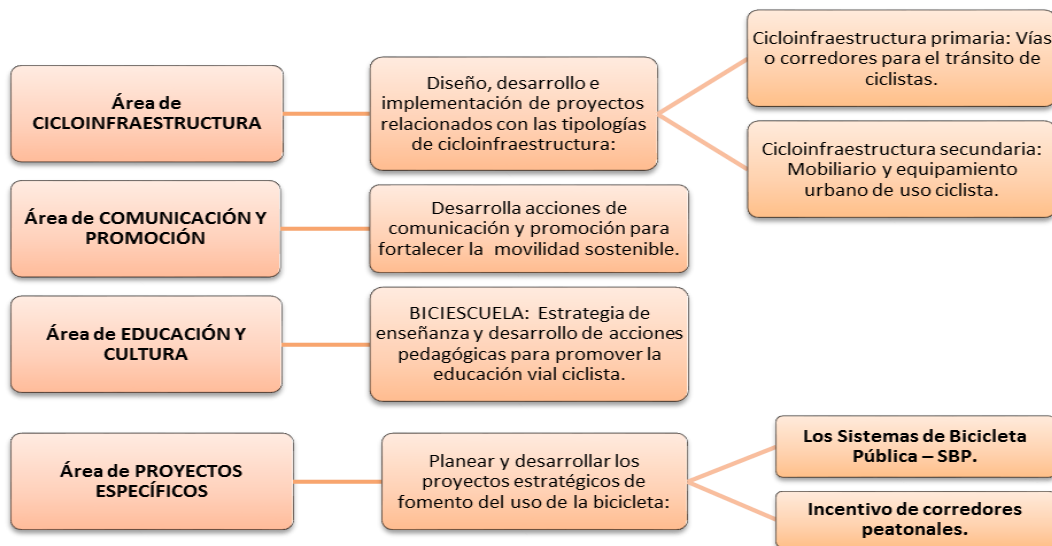 Área de
CICLOINFRAESTRUCTURA
Diseño, desarrollo e
implementación de proyectos
relacionados con las tipologías
de cicloinfraestructura:
Cicloinfraestructura primaria: Vías
o corredores para el tránsito de
ciclistas.
Cicloinfraestructura secundaria:
Mobiliario y equipamiento
urbano de uso ciclista.
Área de COMUNICACIÓN Y
PROMOCIÓN
Desarrolla acciones de
comunicación y promoción para
fortalecer la movilidad sostenible.
Área de EDUCACIÓN Y
CULTURA
BICIESCUELA: Estrategia de
enseñanza y desarrollo de acciones
pedagógicas para promover la
educación vial ciclista.
Área de PROYECTOS
ESPECÍFICOS
Planear y desarrollar los
proyectos estratégicos de
fomento del uso de la bicicleta:
Los Sistemas de Bicicleta
Pública – SBP.
Incentivo de corredores
peatonales.